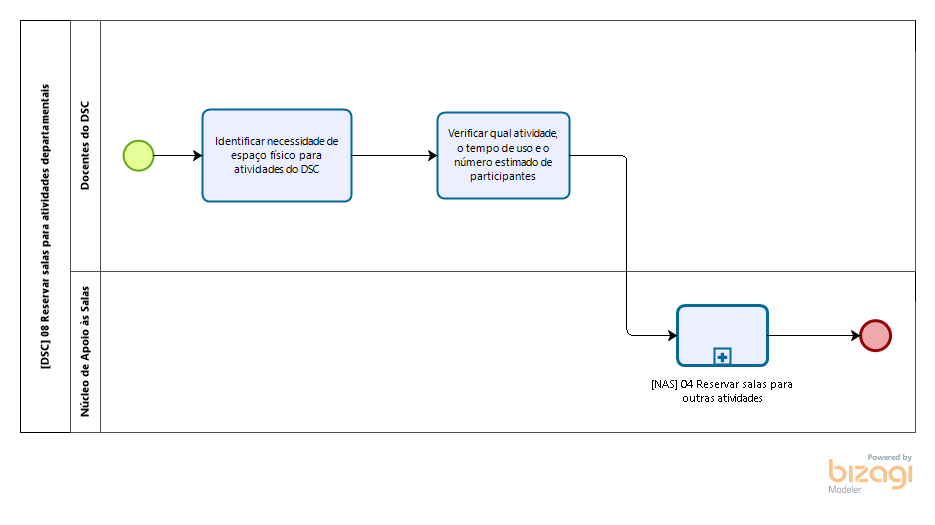 [DSC] 08 Reservar salas para atividades departamentais
Docentes do DSC
Identificar necessidade de
espaço físico para
atividades do DSC
Verificar qual atividade,
o tempo de uso e o
número estimado de
participantes
Núcleo de Apoio às Salas
[NAS] 04 Reservar salas para
outras atividades
Powered by
bizagi
Modeler